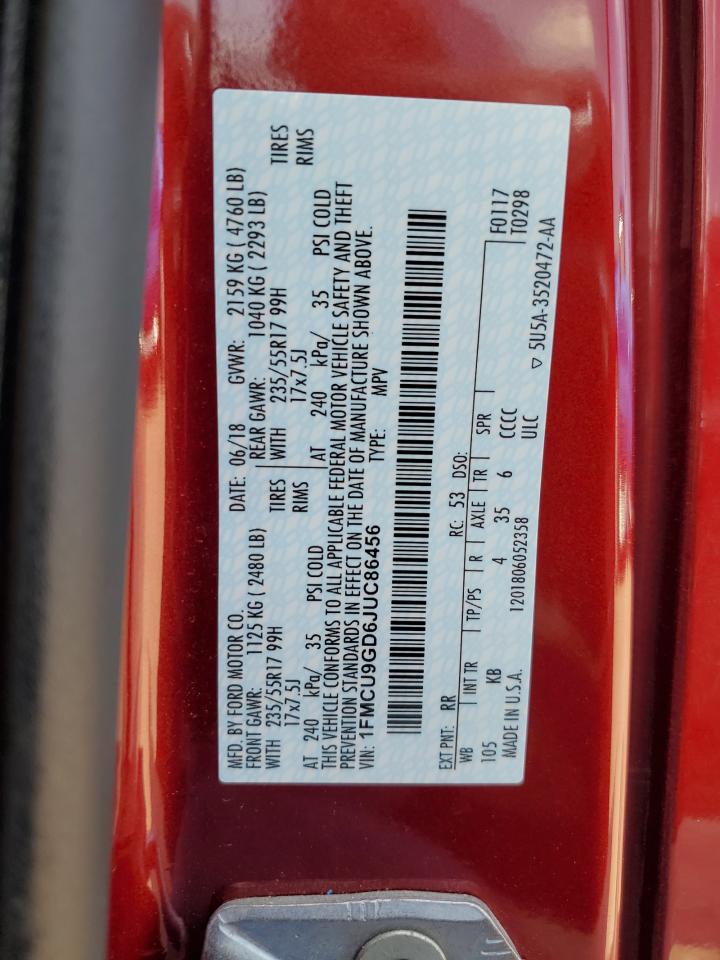 MFD. BY FORD MOTOR CO. DATE: 06/18 GVWR: 2159 KG ( 4760 LB)
FRONT GAWR: 1125 KG ( 2480 LB) REAR GAWR: 1040 KG ( 2293 LB)
WITH 235/55R17 99H TIRES WITH 235/55R17 99H TIRES
17x7.5J RIMS 17x7.5J RIMS
AT 240 kPa/ 35 PSI COLD AT 240 kPa/ 35 PSI COLD
THIS VEHICLE CONFORMS TO ALL APPLICABLE FEDERAL MOTOR VEHICLE SAFETY AND THEFT
PREVENTION STANDARDS IN EFFECT ON THE DATE OF MANUFACTURE SHOWN ABOVE.
VIN: 1FMCU9GD6JUC86456 TYPE: MPV
EXT PNT: RR RC: 53 DSO:
WB INT TR TP/PS R AXLE TR SPR F0117
105 KB 4 35 6 CCCC T0298
MADE IN U.S.A. 1201806052358 ULC ▽ 5U5A-3520472-AA